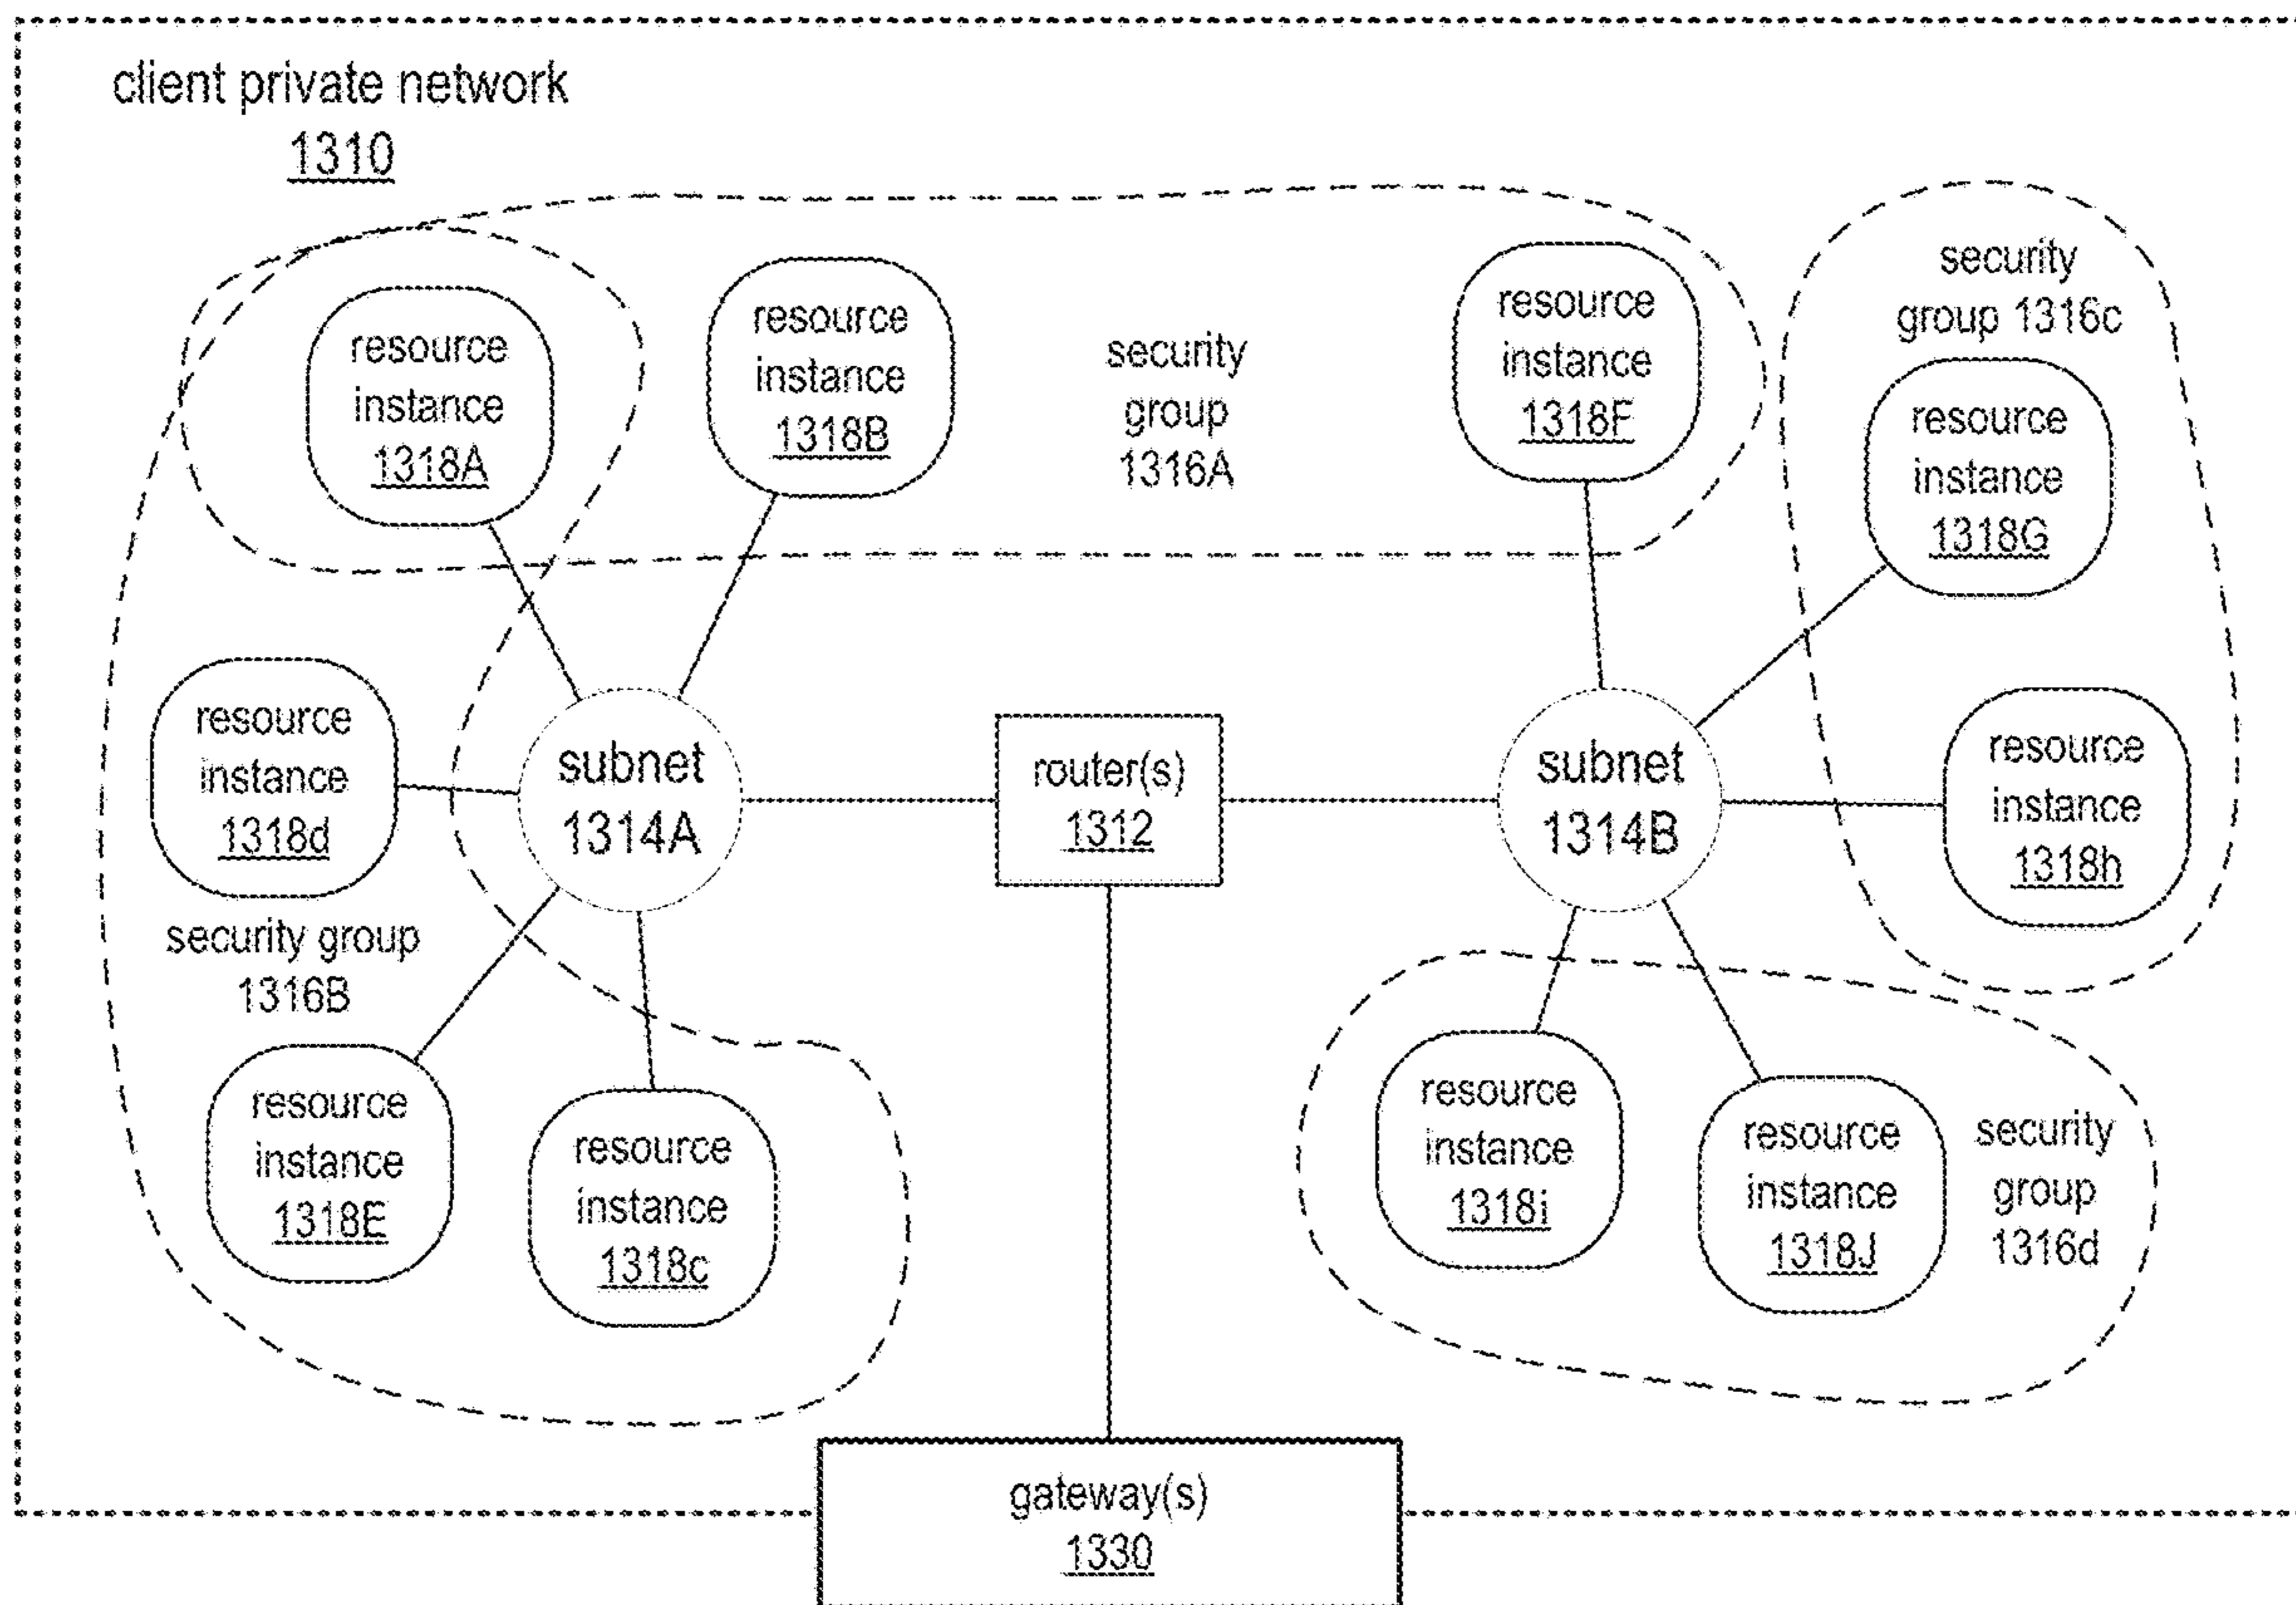 client private network
1310
resource
instance
1318A
resource
instance
1318B
security
group
1316A
resource
instance
1318F
security
group 1316c
resource
instance
1318G
resource
instance
1318d
subnet
1314A
router(s)
1312
subnet
1314B
resource
instance
1318h
security group
1316B
resource
instance
1318E
resource
instance
1318c
resource
instance
1318i
resource
instance
1318J
security
group
1316d
gateway(s)
1330